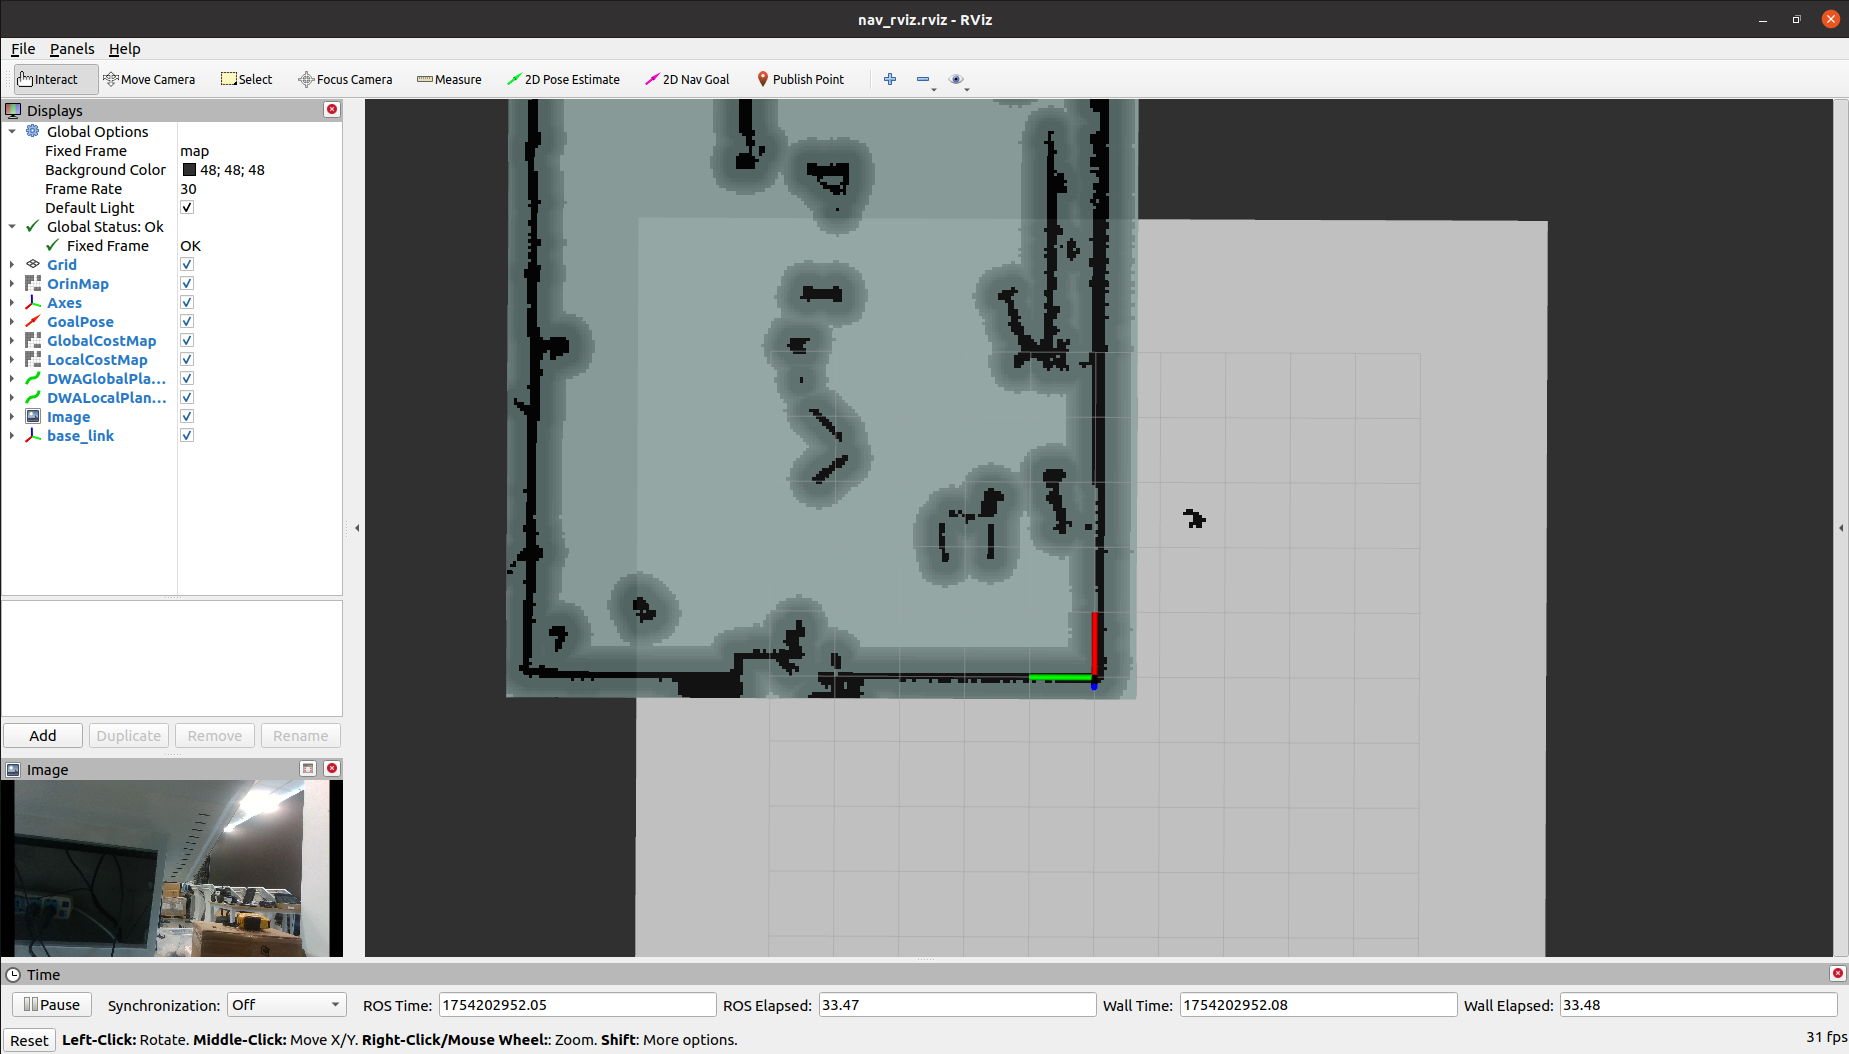 nav_rviz.rviz - RViz
File Panels Help
Interact Move Camera Select Focus Camera Measure 2D Pose Estimate 2D Nav Goal Publish Point
Displays
Global Options
Fixed Frame map
Background Color 48; 48; 48
Frame Rate 30
Default Light
Global Status: Ok
Fixed Frame OK
Grid
OrinMap
Axes
GoalPose
GlobalCostMap
LocalCostMap
DWAGlobalPla...
DWALocalPlan...
Image
base_link
Add Duplicate Remove Rename
Image
Time
Pause Synchronization: Off ROS Time: 1754202952.05 ROS Elapsed: 33.47 Wall Time: 1754202952.08 Wall Elapsed: 33.48
Reset Left-Click: Rotate. Middle-Click: Move X/Y. Right-Click/Mouse Wheel:: Zoom. Shift: More options. 31 fps